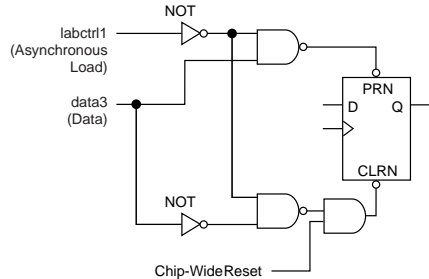 NOT
labctrl1
(Asynchronous
Load)
PRN
D
Q
data3
(Data)
CLRN
NOT
Chip-Wide Reset